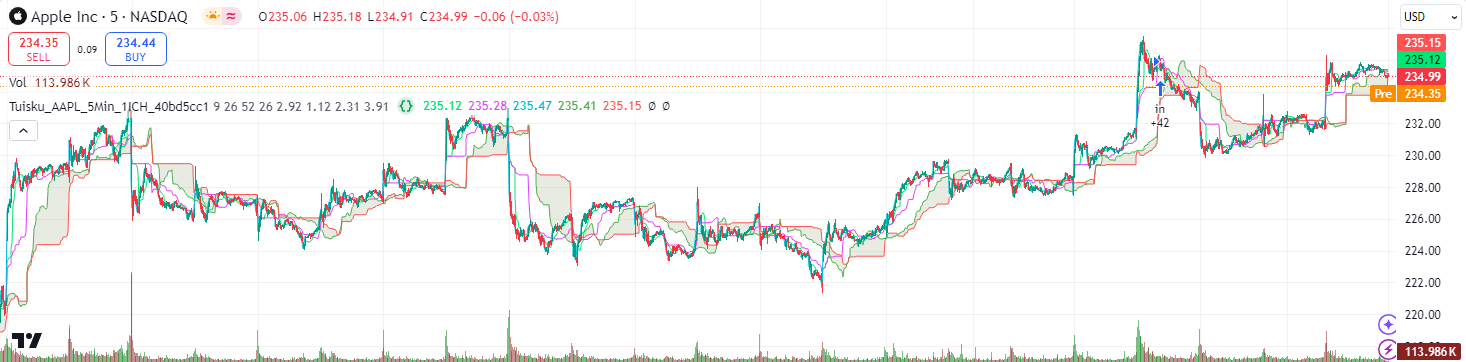 Apple Inc · 5 · NASDAQ O235.06 H235.18 L234.91 C234.99 −0.06 (−0.03%)
USD
234.35 SELL
0.09
234.44 BUY
Vol 113.986 K
Tuisku_AAPL_5Min_1ICH_40bd5cc1 9 26 52 26 2.92 1.12 2.31 3.91 {} 235.12 235.28 235.47 235.41 235.15 Ø Ø
235.15
235.12
234.99
Pre 234.35
in
+42
232.00
230.00
228.00
226.00
224.00
222.00
220.00
113.986 K